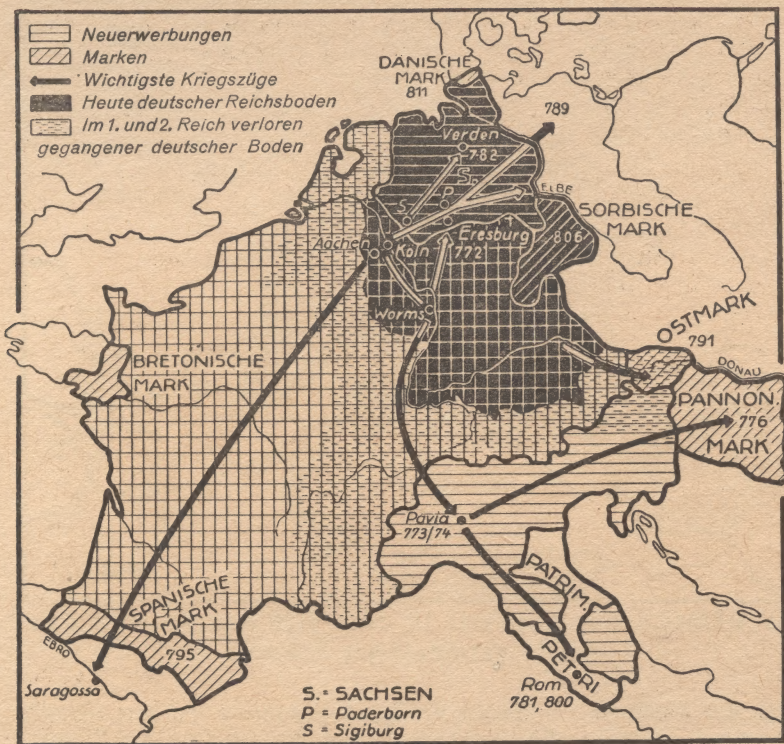 Neuerwerbungen
Marken
Wichtigste Kriegszüge
Heute deutscher Reichsboden
Im 1. und 2. Reich verloren
gegangener deutscher Boden
DÄNISCHE
MARK
811
789
Verden
782
S.
P
S
ELBE
SORBISCHE
MARK
806
Eresburg
772
Aachen
Köln
Worms
OSTMARK
791
DONAU
BRETONISCHE
MARK
PANNON.
776
MARK
Pavia
773/74
PATRIM.
PETRI
SPANISCHE
MARK
795
EBRO
Saragossa
Rom
781, 800
S. = SACHSEN
P = Paderborn
S = Sigiburg